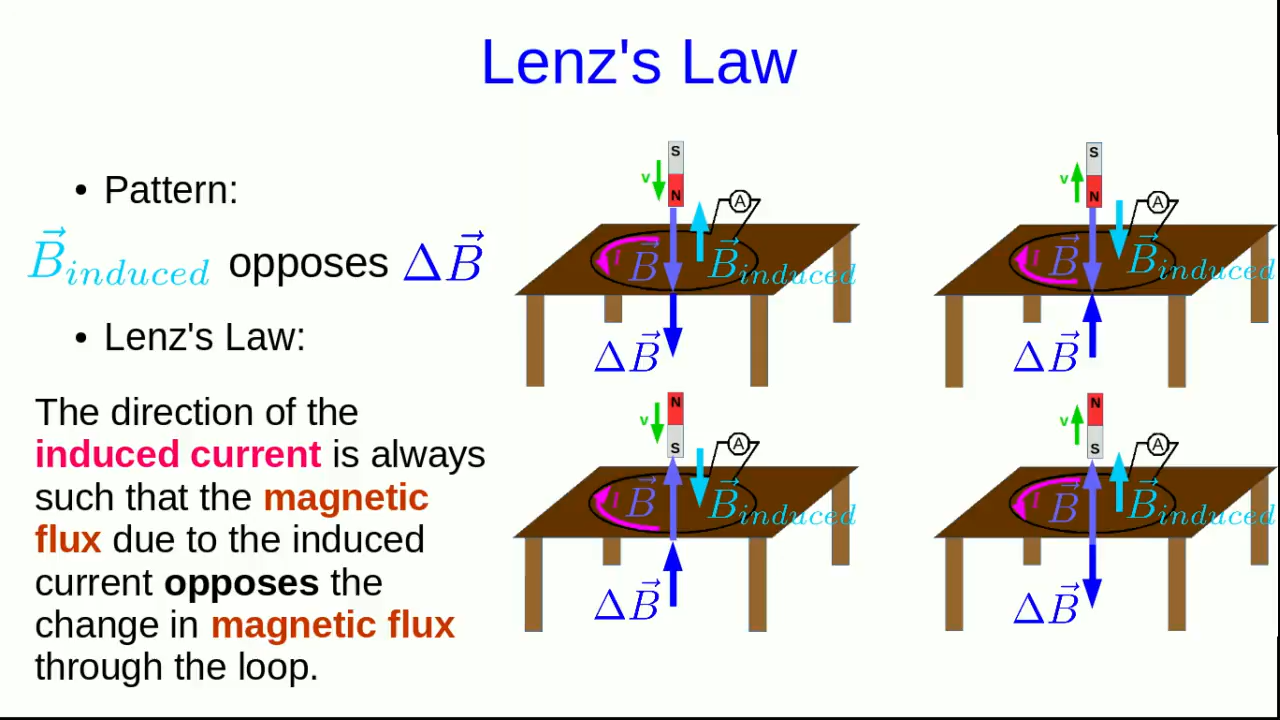 Lenz's Law
• Pattern:
B⃗induced opposes ΔB⃗
• Lenz's Law:
The direction of the
induced current is always
such that the magnetic
flux due to the induced
current opposes the
change in magnetic flux
through the loop.
S
v
N
A
I
B⃗
B⃗induced
ΔB⃗
S
v
N
A
I
B⃗
B⃗induced
ΔB⃗
N
v
S
A
I
B⃗
B⃗induced
ΔB⃗
N
v
S
A
I
B⃗
B⃗induced
ΔB⃗